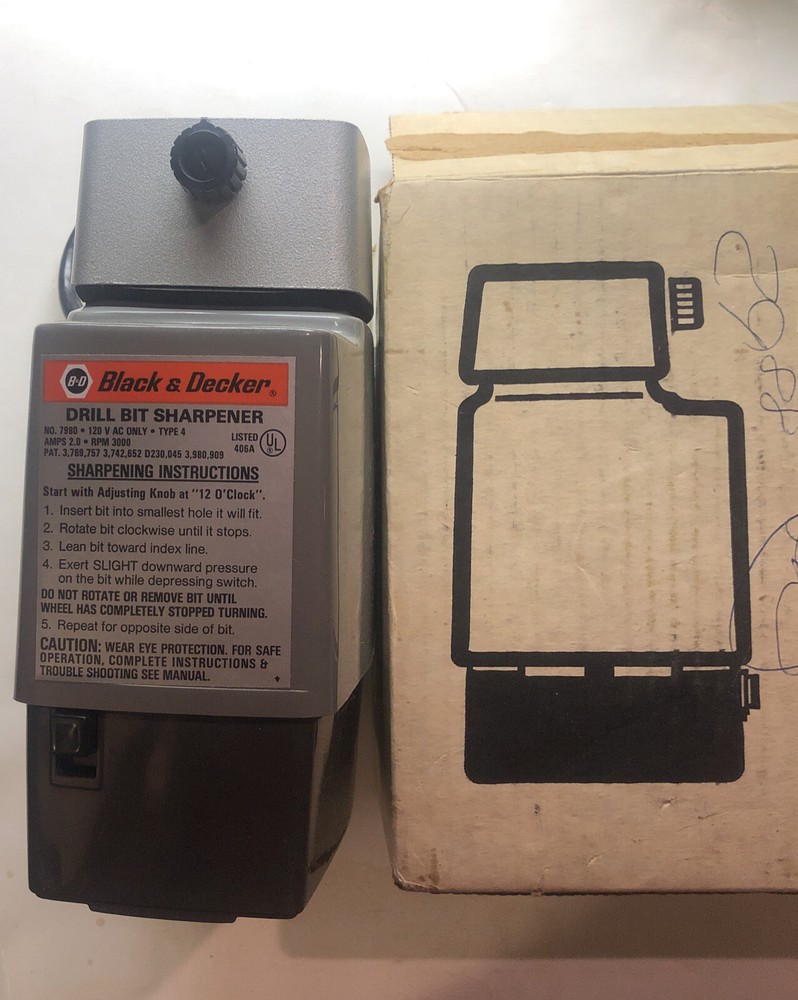 B-D Black & Decker®
DRILL BIT SHARPENER
NO. 7980 • 120 V AC ONLY • TYPE 4
AMPS 2.0 • RPM 3000
PAT. 3,769,757 3,742,652 D230,045 3,980,909
LISTED
406A
UL
SHARPENING INSTRUCTIONS
Start with Adjusting Knob at "12 O'Clock".
1. Insert bit into smallest hole it will fit.
2. Rotate bit clockwise until it stops.
3. Lean bit toward index line.
4. Exert SLIGHT downward pressure
on the bit while depressing switch.
DO NOT ROTATE OR REMOVE BIT UNTIL
WHEEL HAS COMPLETELY STOPPED TURNING.
5. Repeat for opposite side of bit.
CAUTION: WEAR EYE PROTECTION. FOR SAFE
OPERATION, COMPLETE INSTRUCTIONS &
TROUBLE SHOOTING SEE MANUAL.
8862